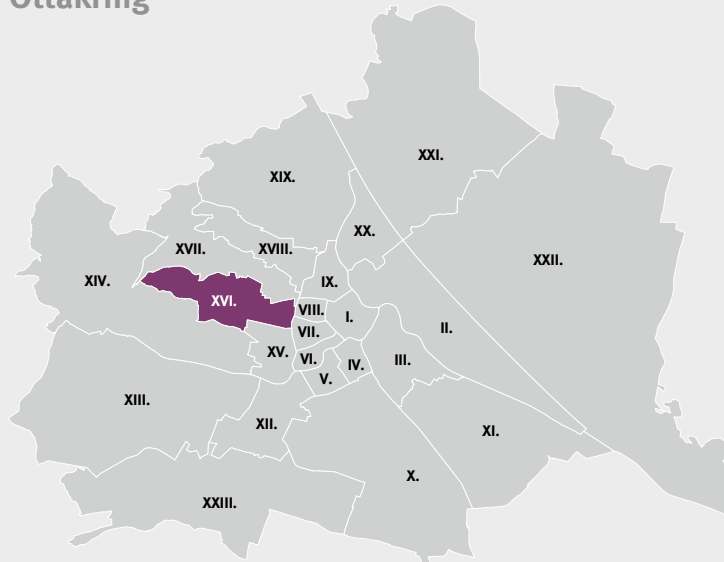 Ottakring
XXI.
XIX.
XX.
XVII.
XVIII.
XXII.
XIV.
IX.
XVI.
VIII.
I.
II.
VII.
XV.
VI.
IV.
III.
V.
XIII.
XII.
XI.
X.
XXIII.